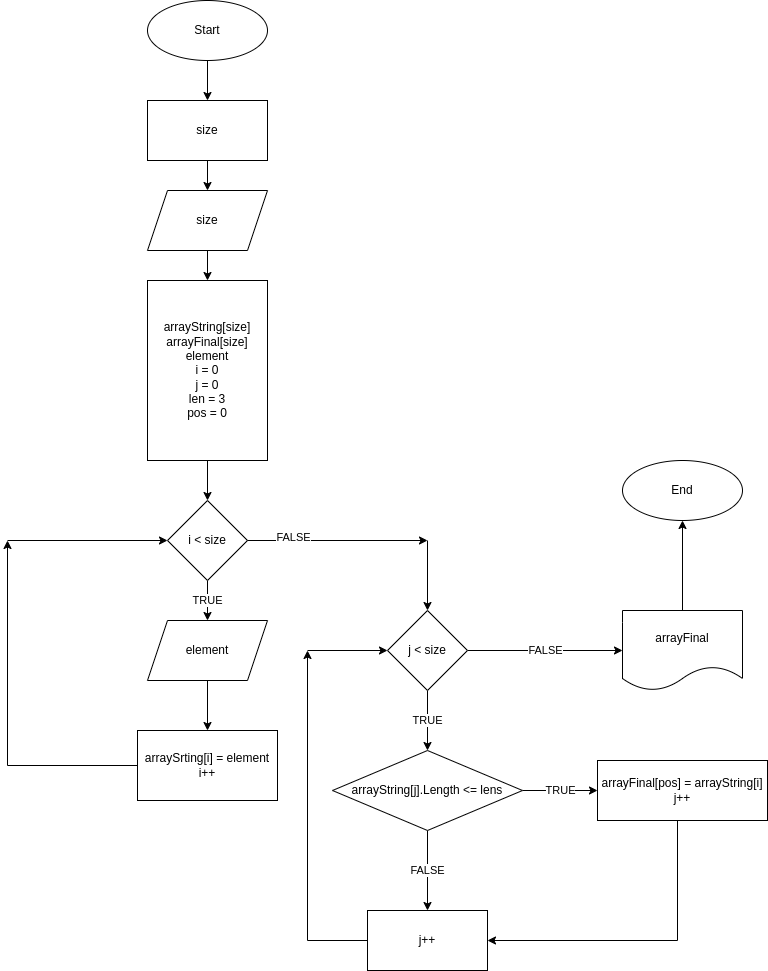 Start
size
size
arrayString[size]
arrayFinal[size]
element
i = 0
j = 0
len = 3
pos = 0
i < size
FALSE
TRUE
element
arraySrting[i] = element
i++
j < size
FALSE
arrayFinal
End
TRUE
arrayString[j].Length <= lens
TRUE
arrayFinal[pos] = arrayString[i]
j++
FALSE
j++